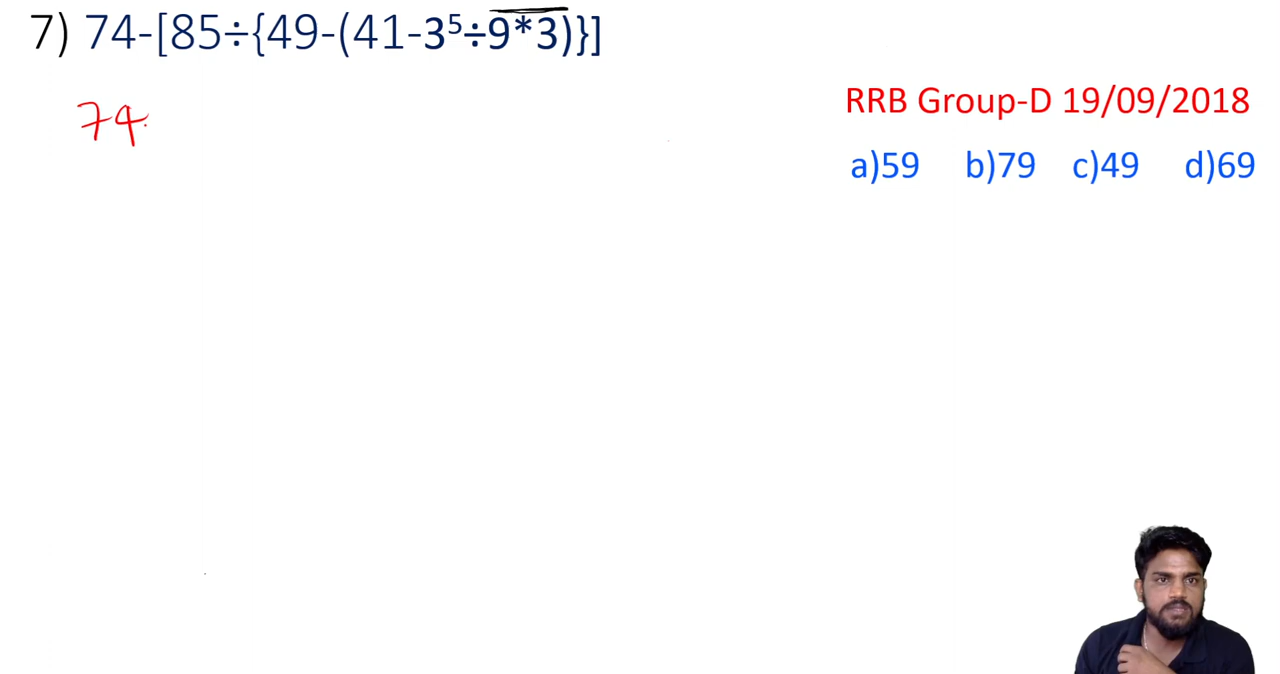 7) 74-[85÷{49-(41-3⁵÷9*3)}]
74
RRB Group-D 19/09/2018
a)59 b)79 c)49 d)69